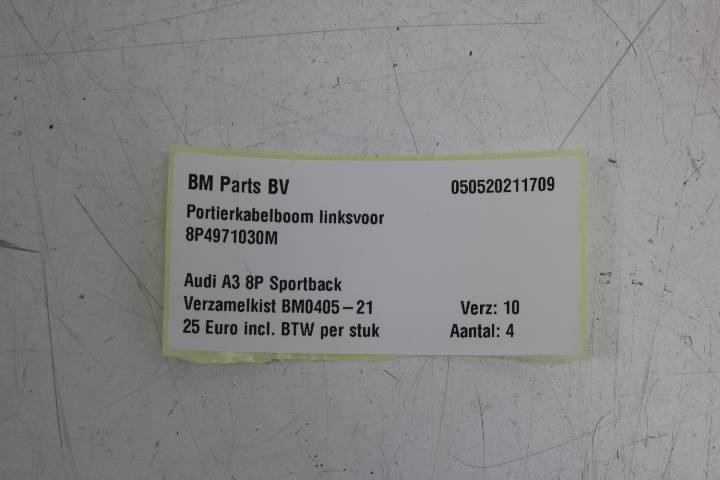 BM Parts BV 050520211709
Portierkabelboom linksvoor
8P4971030M
Audi A3 8P Sportback
Verzamelkist BM0405-21 Verz: 10
25 Euro incl. BTW per stuk Aantal: 4